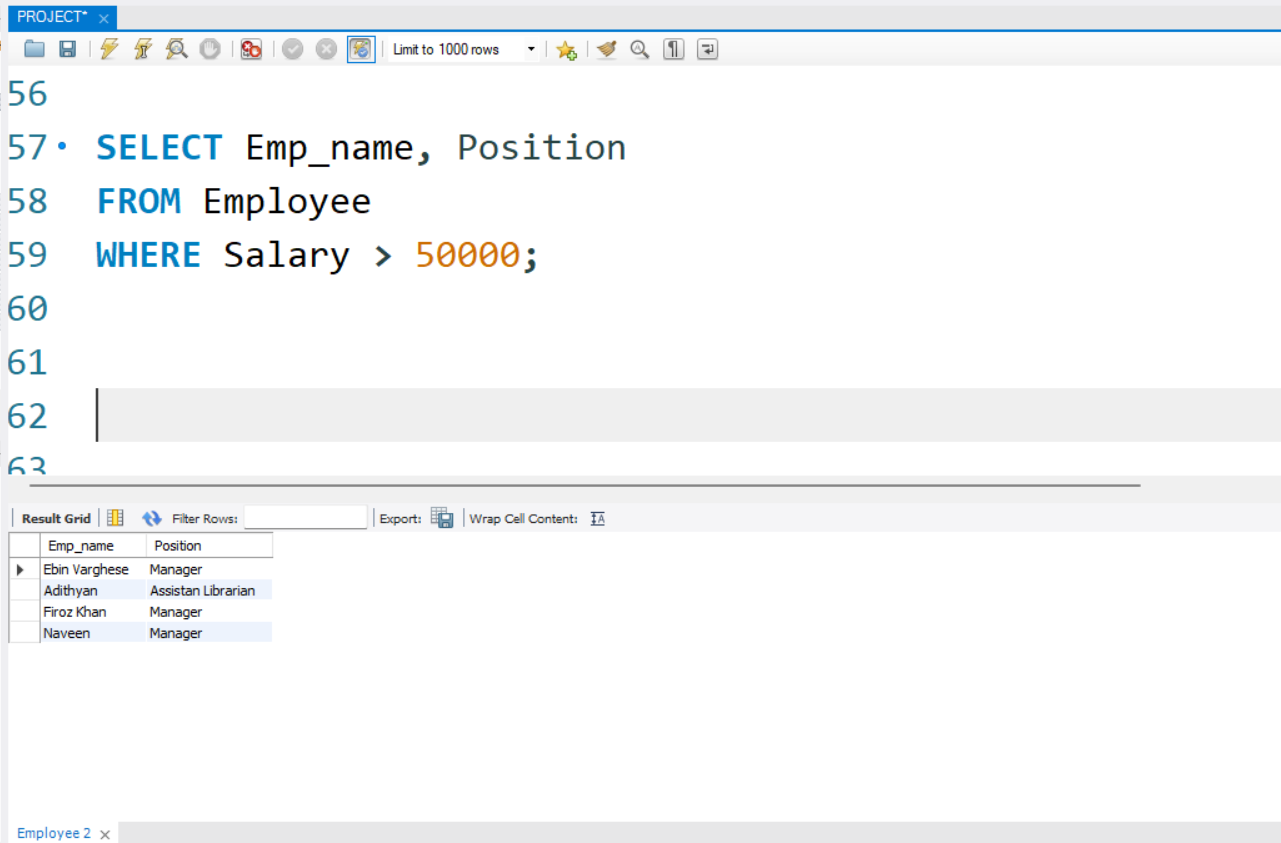 PROJECT*
Limit to 1000 rows
56
57 SELECT Emp_name, Position
58 FROM Employee
59 WHERE Salary > 50000;
60
61
62
63
Result Grid Filter Rows: Export: Wrap Cell Content:
Emp_name Position
Ebin Varghese Manager
Adithyan Assistan Librarian
Firoz Khan Manager
Naveen Manager
Employee 2